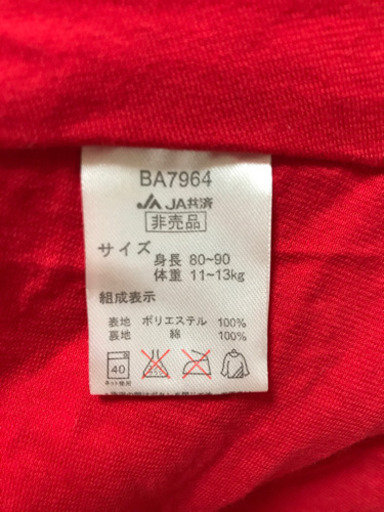 BA7964
JA JA共済
非売品
サイズ
身長 80~90
体重 11~13kg
組成表示
表地 ポリエステル 100%
裏地 綿 100%
40
ネット使用